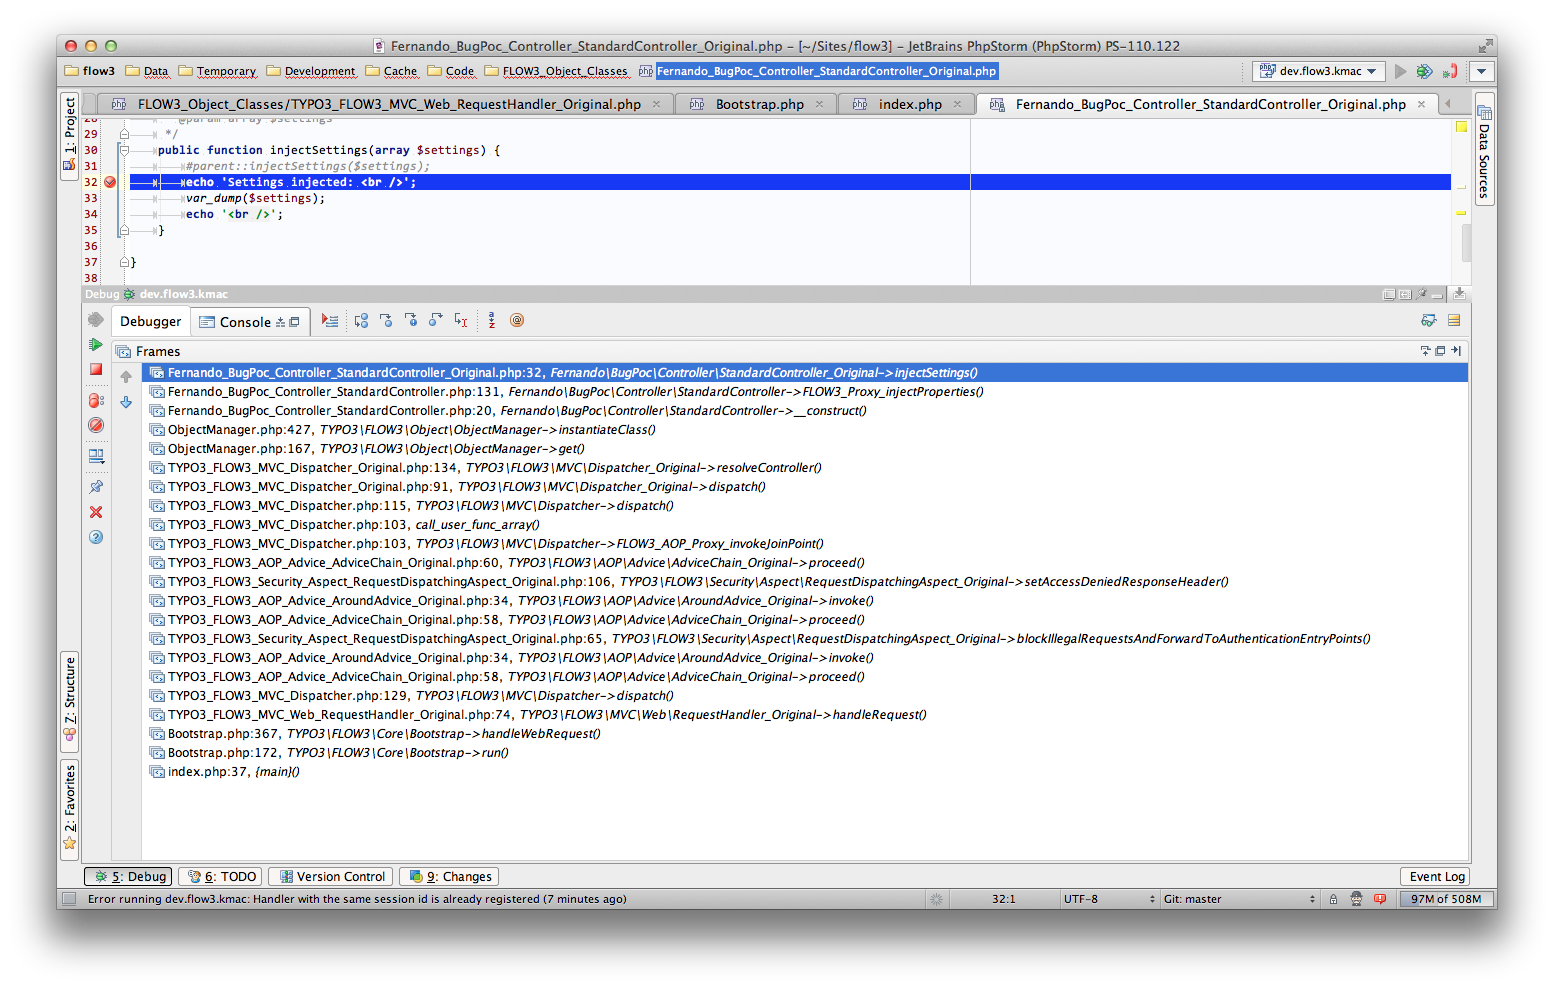 Fernando_BugPoc_Controller_StandardController_Original.php – [~/Sites/flow3] – JetBrains PhpStorm (PhpStorm) PS-110.122
flow3 Data Temporary Development Cache Code FLOW3_Object_Classes Fernando_BugPoc_Controller_StandardController_Original.php dev.flow3.kmac
FLOW3_Object_Classes/TYPO3_FLOW3_MVC_Web_RequestHandler_Original.php Bootstrap.php index.php Fernando_BugPoc_Controller_StandardController_Original.php
1: Project
Data Sources
28 @param array $settings
29 */
30 public function injectSettings(array $settings) {
31 #parent::injectSettings($settings);
32 echo 'Settings injected: <br />';
33 var_dump($settings);
34 echo '<br />';
35 }
36
37 }
38
Debug dev.flow3.kmac
Debugger Console
Frames
Fernando_BugPoc_Controller_StandardController_Original.php:32, Fernando\BugPoc\Controller\StandardController_Original->injectSettings()
Fernando_BugPoc_Controller_StandardController.php:131, Fernando\BugPoc\Controller\StandardController->FLOW3_Proxy_injectProperties()
Fernando_BugPoc_Controller_StandardController.php:20, Fernando\BugPoc\Controller\StandardController->__construct()
ObjectManager.php:427, TYPO3\FLOW3\Object\ObjectManager->instantiateClass()
ObjectManager.php:167, TYPO3\FLOW3\Object\ObjectManager->get()
TYPO3_FLOW3_MVC_Dispatcher_Original.php:134, TYPO3\FLOW3\MVC\Dispatcher_Original->resolveController()
TYPO3_FLOW3_MVC_Dispatcher_Original.php:91, TYPO3\FLOW3\MVC\Dispatcher_Original->dispatch()
TYPO3_FLOW3_MVC_Dispatcher.php:115, TYPO3\FLOW3\MVC\Dispatcher->dispatch()
TYPO3_FLOW3_MVC_Dispatcher.php:103, call_user_func_array()
TYPO3_FLOW3_MVC_Dispatcher.php:103, TYPO3\FLOW3\MVC\Dispatcher->FLOW3_AOP_Proxy_invokeJoinPoint()
TYPO3_FLOW3_AOP_Advice_AdviceChain_Original.php:60, TYPO3\FLOW3\AOP\Advice\AdviceChain_Original->proceed()
TYPO3_FLOW3_Security_Aspect_RequestDispatchingAspect_Original.php:106, TYPO3\FLOW3\Security\Aspect\RequestDispatchingAspect_Original->setAccessDeniedResponseHeader()
TYPO3_FLOW3_AOP_Advice_AroundAdvice_Original.php:34, TYPO3\FLOW3\AOP\Advice\AroundAdvice_Original->invoke()
TYPO3_FLOW3_AOP_Advice_AdviceChain_Original.php:58, TYPO3\FLOW3\AOP\Advice\AdviceChain_Original->proceed()
TYPO3_FLOW3_Security_Aspect_RequestDispatchingAspect_Original.php:65, TYPO3\FLOW3\Security\Aspect\RequestDispatchingAspect_Original->blockIllegalRequestsAndForwardToAuthenticationEntryPoints()
TYPO3_FLOW3_AOP_Advice_AroundAdvice_Original.php:34, TYPO3\FLOW3\AOP\Advice\AroundAdvice_Original->invoke()
TYPO3_FLOW3_AOP_Advice_AdviceChain_Original.php:58, TYPO3\FLOW3\AOP\Advice\AdviceChain_Original->proceed()
TYPO3_FLOW3_MVC_Dispatcher.php:129, TYPO3\FLOW3\MVC\Dispatcher->dispatch()
TYPO3_FLOW3_MVC_Web_RequestHandler_Original.php:74, TYPO3\FLOW3\MVC\Web\RequestHandler_Original->handleRequest()
Bootstrap.php:367, TYPO3\FLOW3\Core\Bootstrap->handleWebRequest()
Bootstrap.php:172, TYPO3\FLOW3\Core\Bootstrap->run()
index.php:37, {main}()
7: Structure
2: Favorites
5: Debug 6: TODO Version Control 9: Changes Event Log
Error running dev.flow3.kmac: Handler with the same session id is already registered (7 minutes ago) 32:1 UTF-8 Git: master 97M of 508M